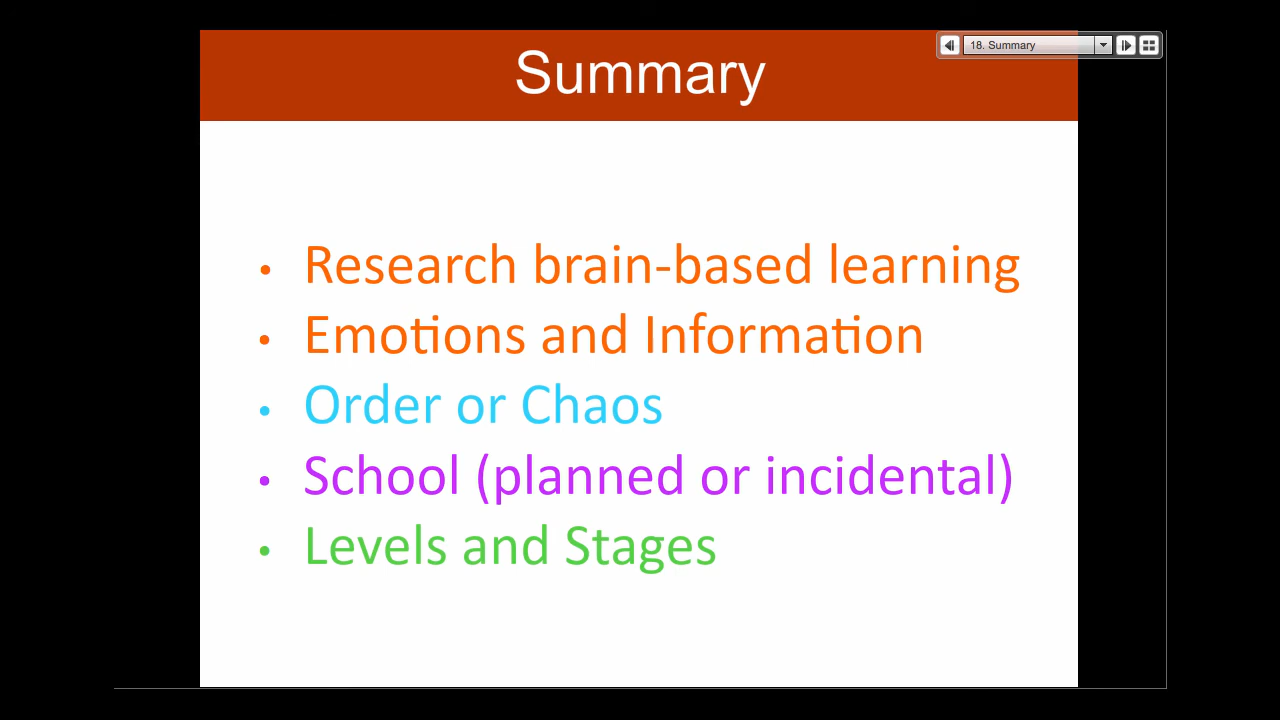 Summary
18. Summary
• Research brain-based learning
• Emotions and Information
• Order or Chaos
• School (planned or incidental)
• Levels and Stages